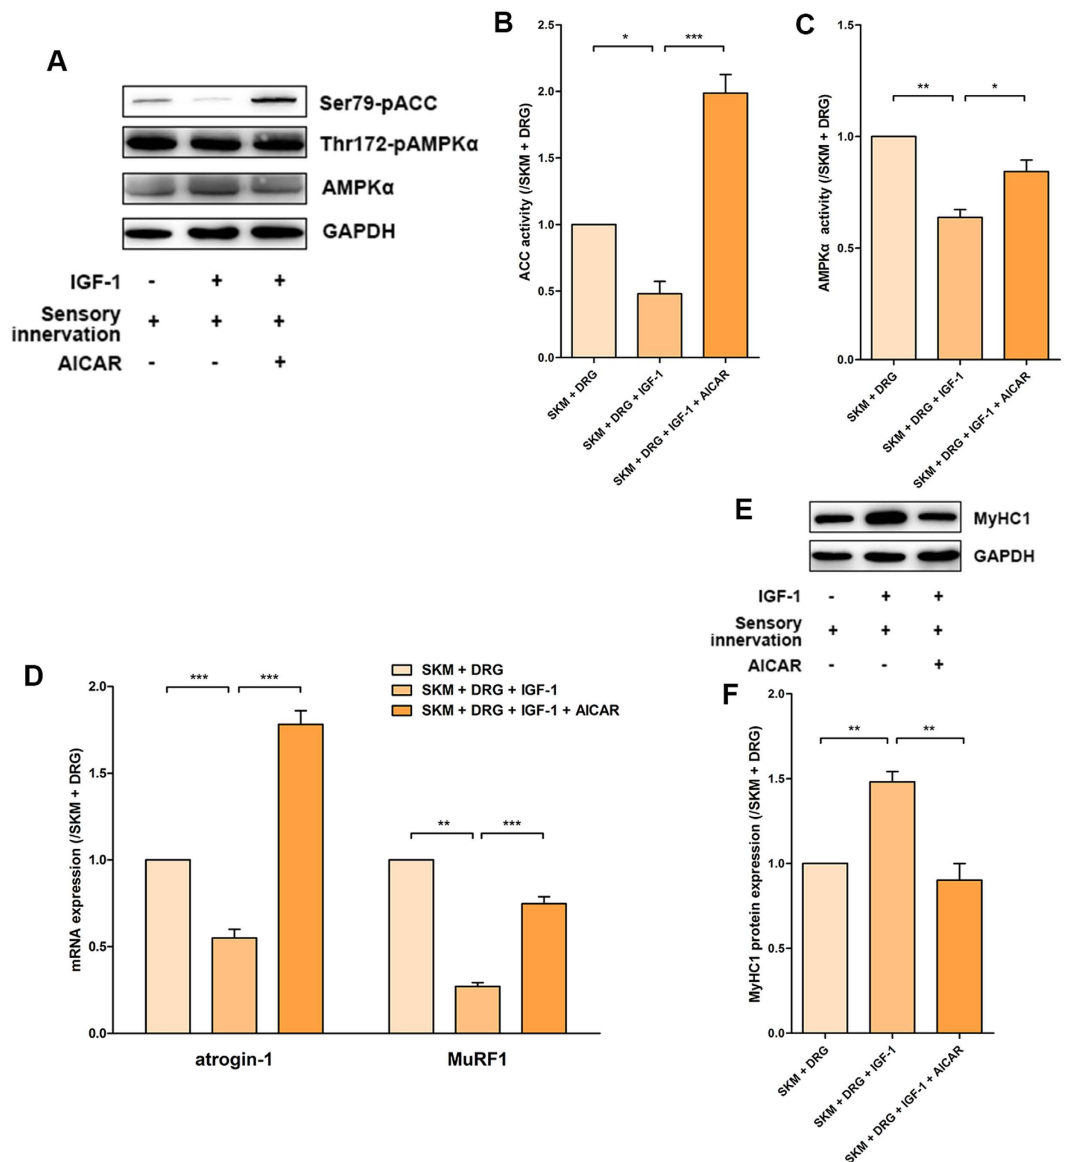 A
Ser79-pACC
Thr172-pAMPKα
AMPKα
GAPDH
IGF-1 - + +
Sensory
innervation + + +
AICAR - - +
B
ACC activity (/SKM + DRG)
2.5
2.0
1.5
1.0
0.5
0.0
* ***
SKM + DRG
SKM + DRG + IGF-1
SKM + DRG + IGF-1 + AICAR
C
AMPKα activity (/SKM + DRG)
1.5
1.0
0.5
0.0
** *
SKM + DRG
SKM + DRG + IGF-1
SKM + DRG + IGF-1 + AICAR
D
SKM + DRG
SKM + DRG + IGF-1
SKM + DRG + IGF-1 + AICAR
mRNA expression (/SKM + DRG)
2.0
1.5
1.0
0.5
0.0
*** ***
** ***
atrogin-1 MuRF1
E
MyHC1
GAPDH
IGF-1 - + +
Sensory
innervation + + +
AICAR - - +
F
MyHC1 protein expression (/SKM + DRG)
2.0
1.5
1.0
0.5
0.0
** **
SKM + DRG
SKM + DRG + IGF-1
SKM + DRG + IGF-1 + AICAR